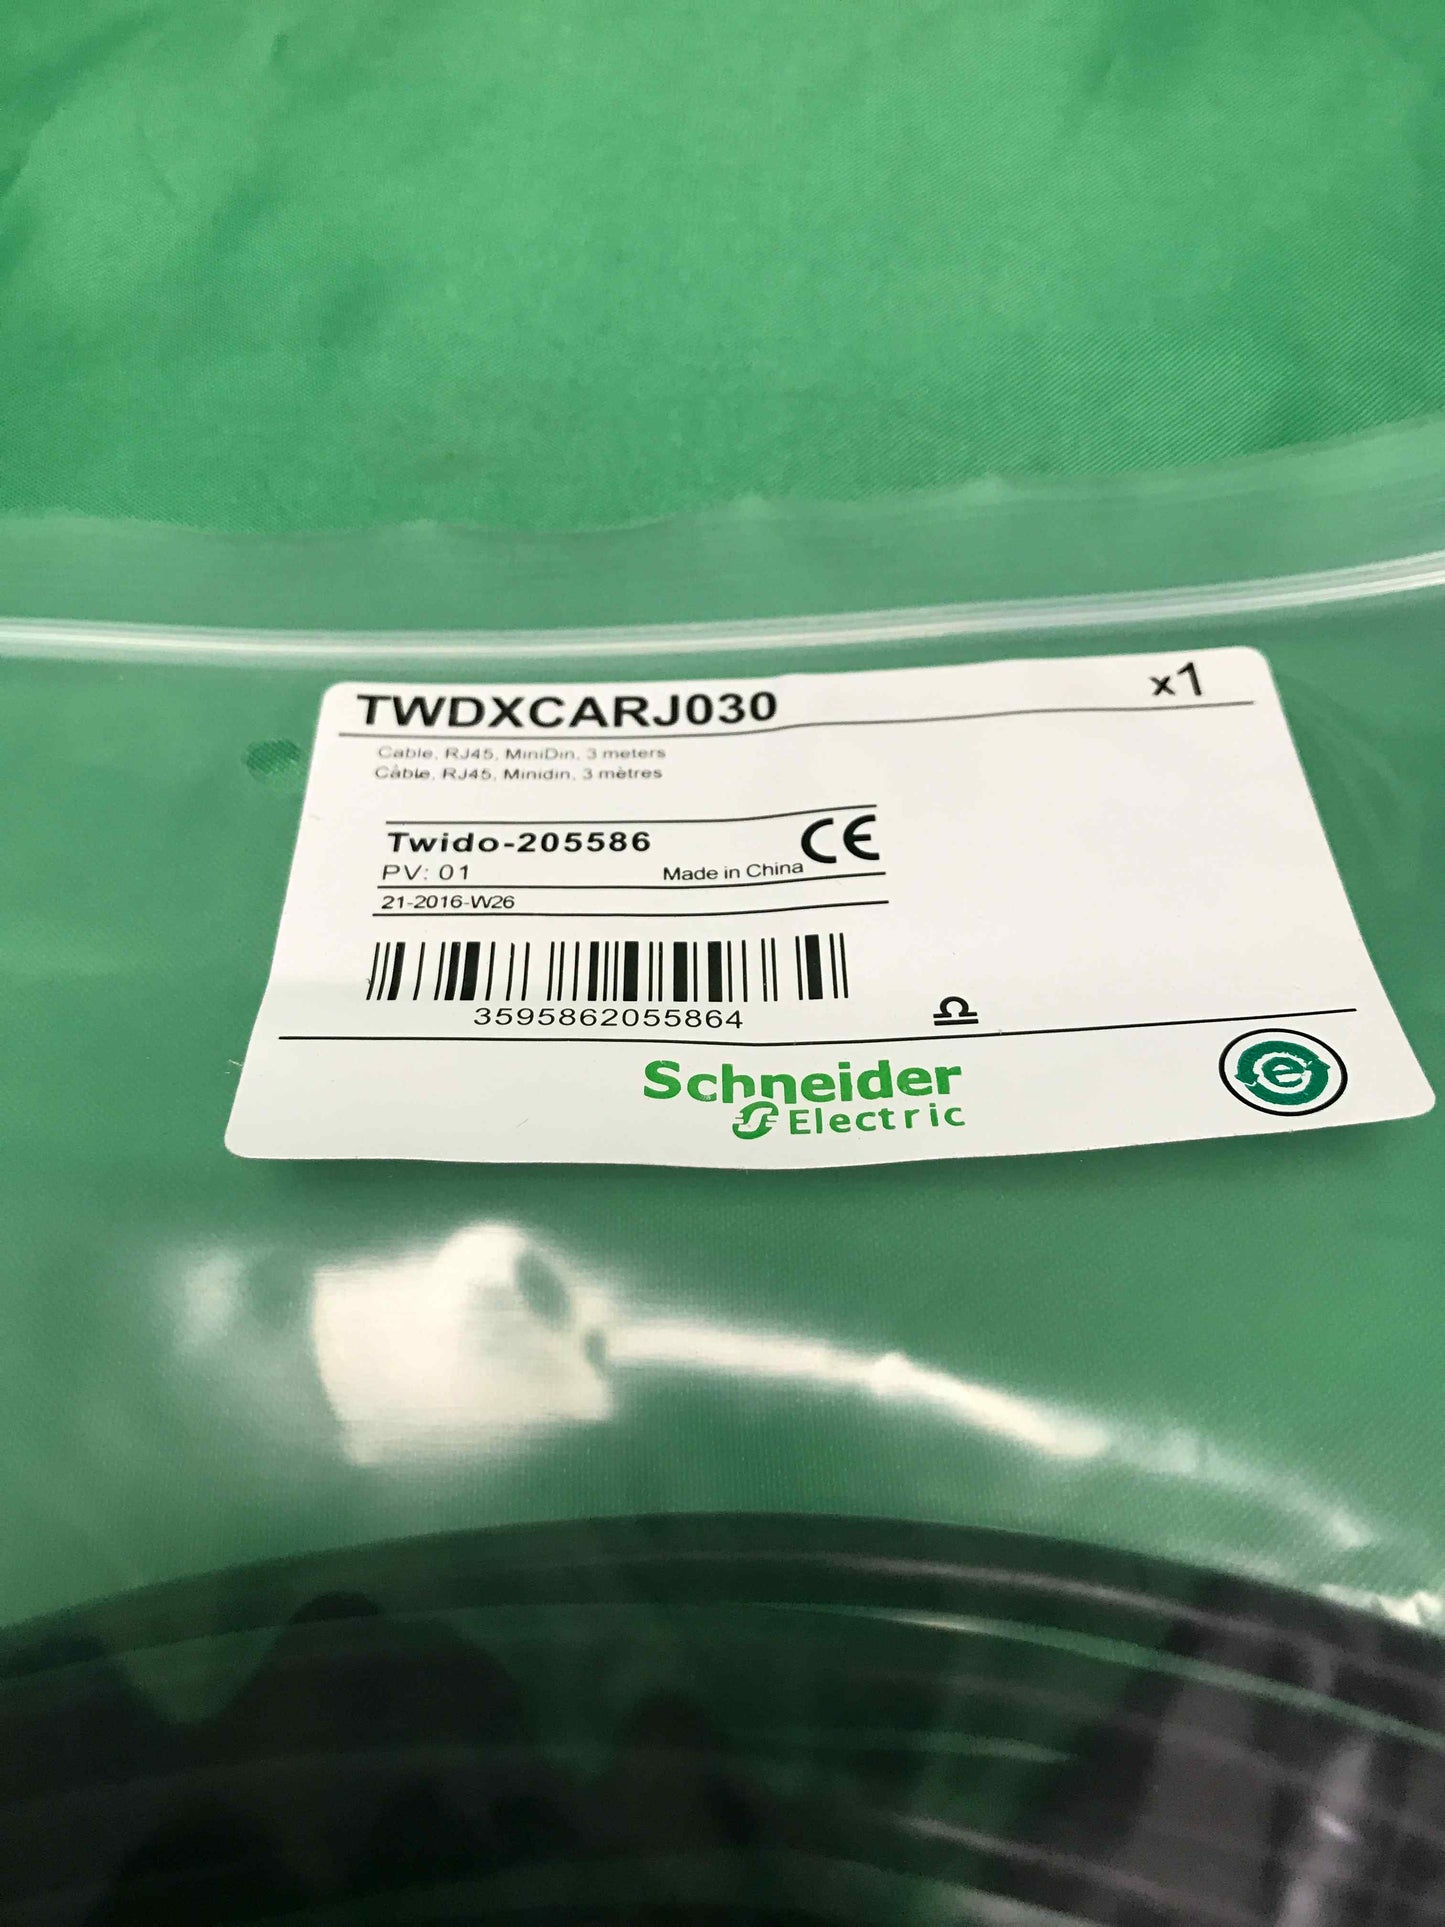 TWDXCARJ030 x1
Cable, RJ45, MiniDin, 3 meters
Câble, RJ45, Minidin, 3 mètres
Twido-205586 CE
PV: 01 Made in China
21-2016-W26
3595862055864
Schneider
Electric
e